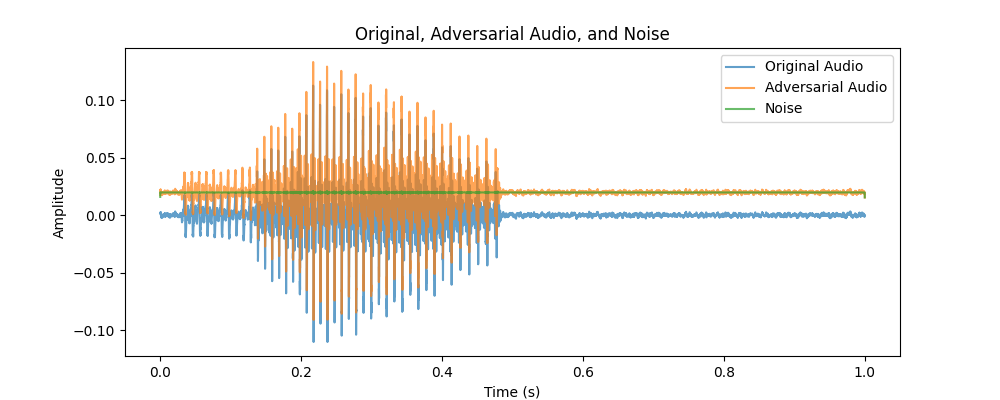 Original, Adversarial Audio, and Noise
Original Audio
Adversarial Audio
Noise
Amplitude
0.10
0.05
0.00
−0.05
−0.10
0.0
0.2
0.4
0.6
0.8
1.0
Time (s)